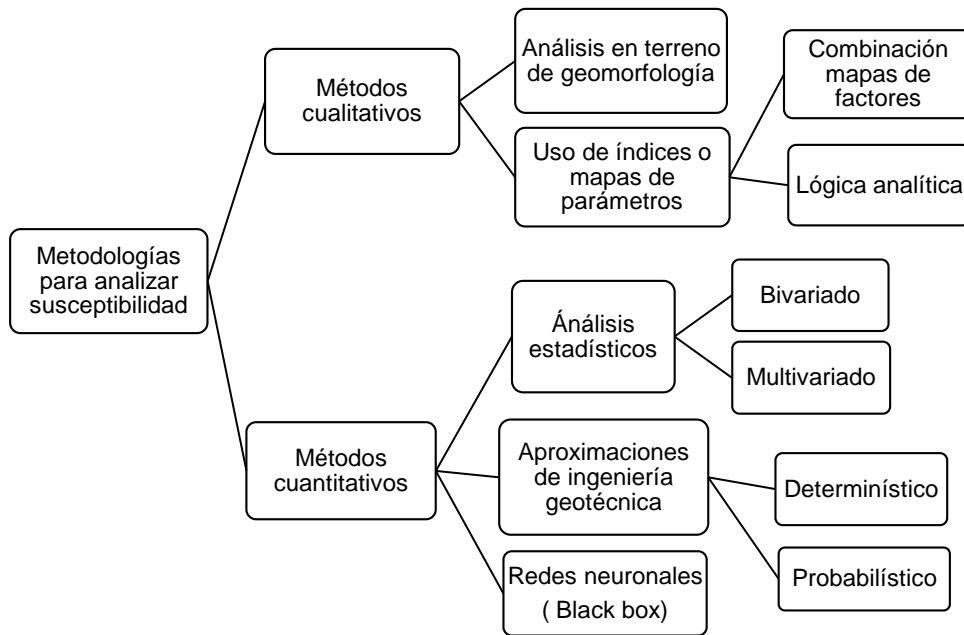 Metodologías
para analizar
susceptibilidad
Métodos
cualitativos
Análisis en terreno
de geomorfología
Uso de índices o
mapas de
parámetros
Combinación
mapas de
factores
Lógica analítica
Métodos
cuantitativos
Ánálisis
estadísticos
Bivariado
Multivariado
Aproximaciones
de ingeniería
geotécnica
Determinístico
Probabilístico
Redes neuronales
( Black box)